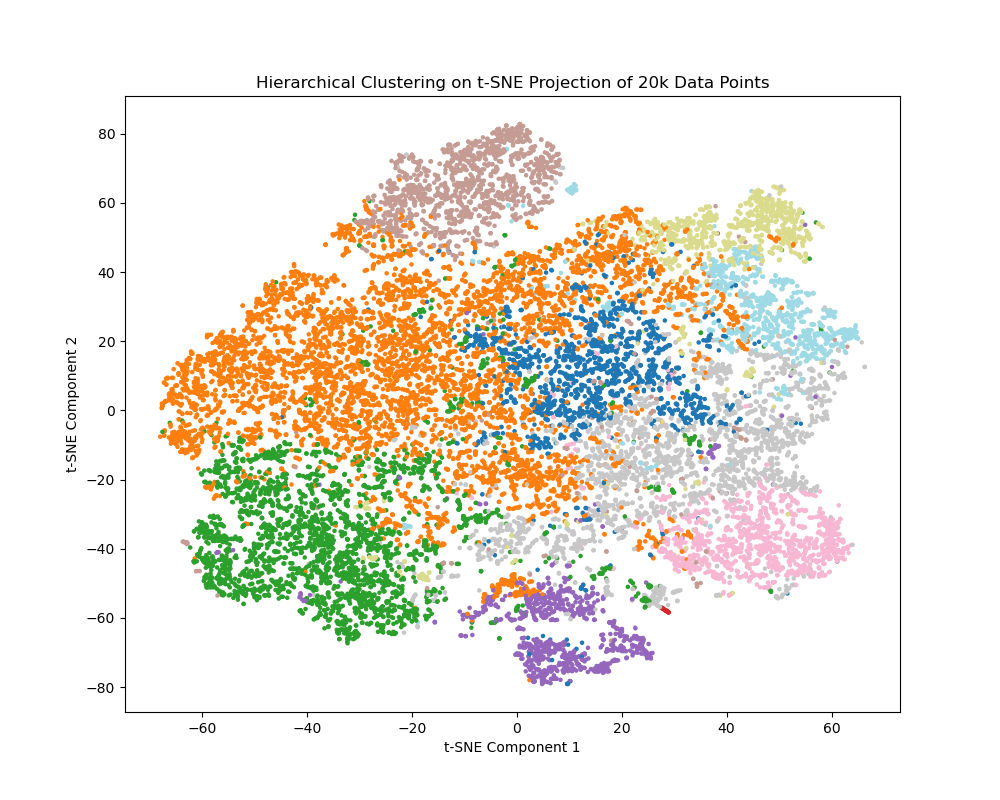 Hierarchical Clustering on t-SNE Projection of 20k Data Points
80
60
40
20
0
−20
−40
−60
−80
t-SNE Component 2
−60 −40 −20 0 20 40 60
t-SNE Component 1